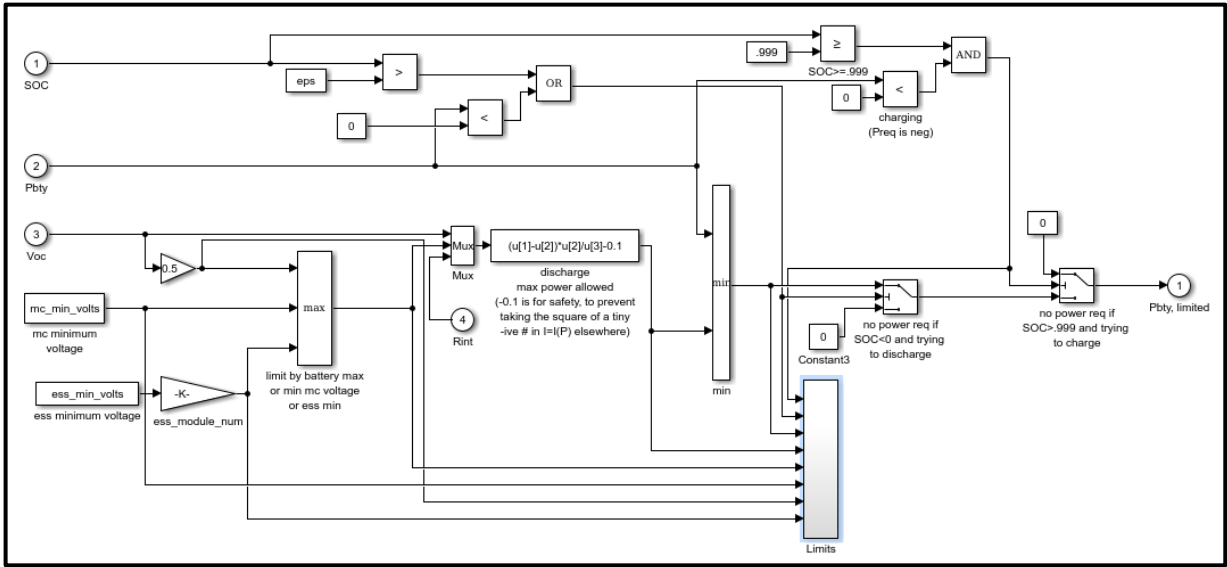 1
SOC
eps
>
0
<
OR
.999
≥
SOC>=.999
0
<
charging
(Preq is neg)
AND
2
Pbty
3
Voc
0.5
mc_min_volts
mc minimum
voltage
ess_min_volts
ess minimum voltage
-K-
ess_module_num
max
limit by battery max
or min mc voltage
or ess min
Mux
Mux
4
Rint
(u[1]-u[2])*u[2]/u[3]-0.1
discharge
max power allowed
(-0.1 is for safety, to prevent
taking the square of a tiny
-ive # in I=I(P) elsewhere)
min
min
0
Constant3
no power req if
SOC<0 and trying
to discharge
0
no power req if
SOC>.999 and trying
to charge
1
Pbty, limited
Limits